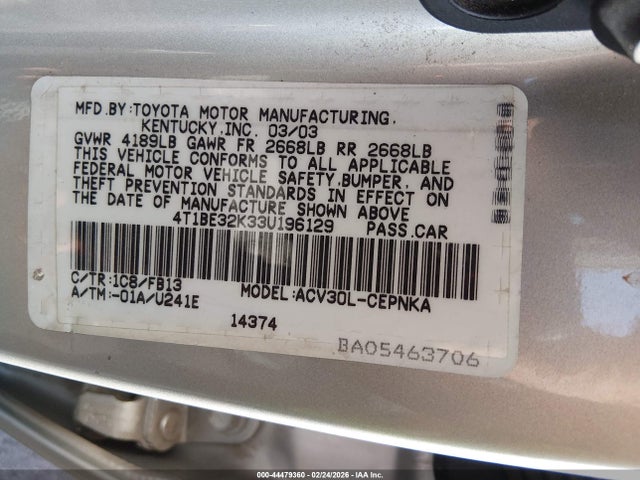 MFD.BY:TOYOTA MOTOR MANUFACTURING,
KENTUCKY,INC. 03/03
GVWR 4189LB GAWR FR 2668LB RR 2668LB
THIS VEHICLE CONFORMS TO ALL APPLICABLE
FEDERAL MOTOR VEHICLE SAFETY,BUMPER, AND
THEFT PREVENTION STANDARDS IN EFFECT ON
THE DATE OF MANUFACTURE SHOWN ABOVE
4T1BE32K33U196129 PASS.CAR
C/TR:1C8/FB13 MODEL:ACV30L-CEPNKA
A/TM:-01A/U241E
14374
BA05463706
000-44479360 - 02/24/2026 - IAA Inc.